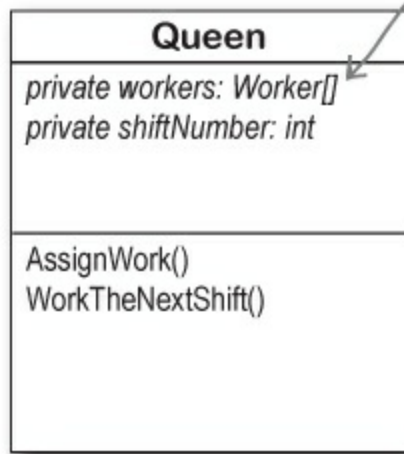 Queen
private workers: Worker[]
private shiftNumber: int
AssignWork()
WorkTheNextShift()